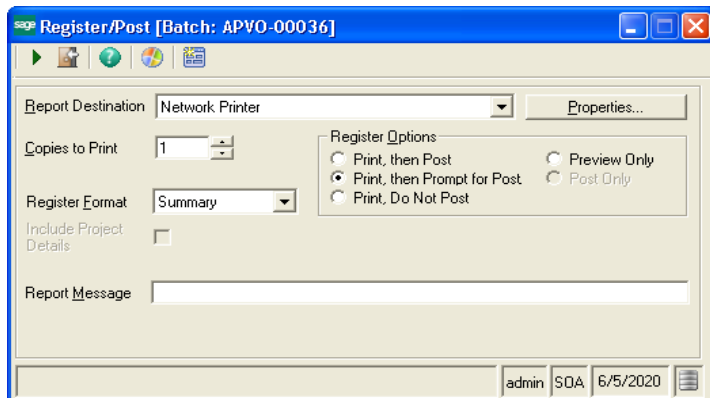 sage Register/Post [Batch: APVO-00036]
Report Destination Network Printer Properties...
Copies to Print 1
Register Options
Print, then Post Preview Only
Print, then Prompt for Post Post Only
Print, Do Not Post
Register Format Summary
Include Project
Details
Report Message
admin SOA 6/5/2020